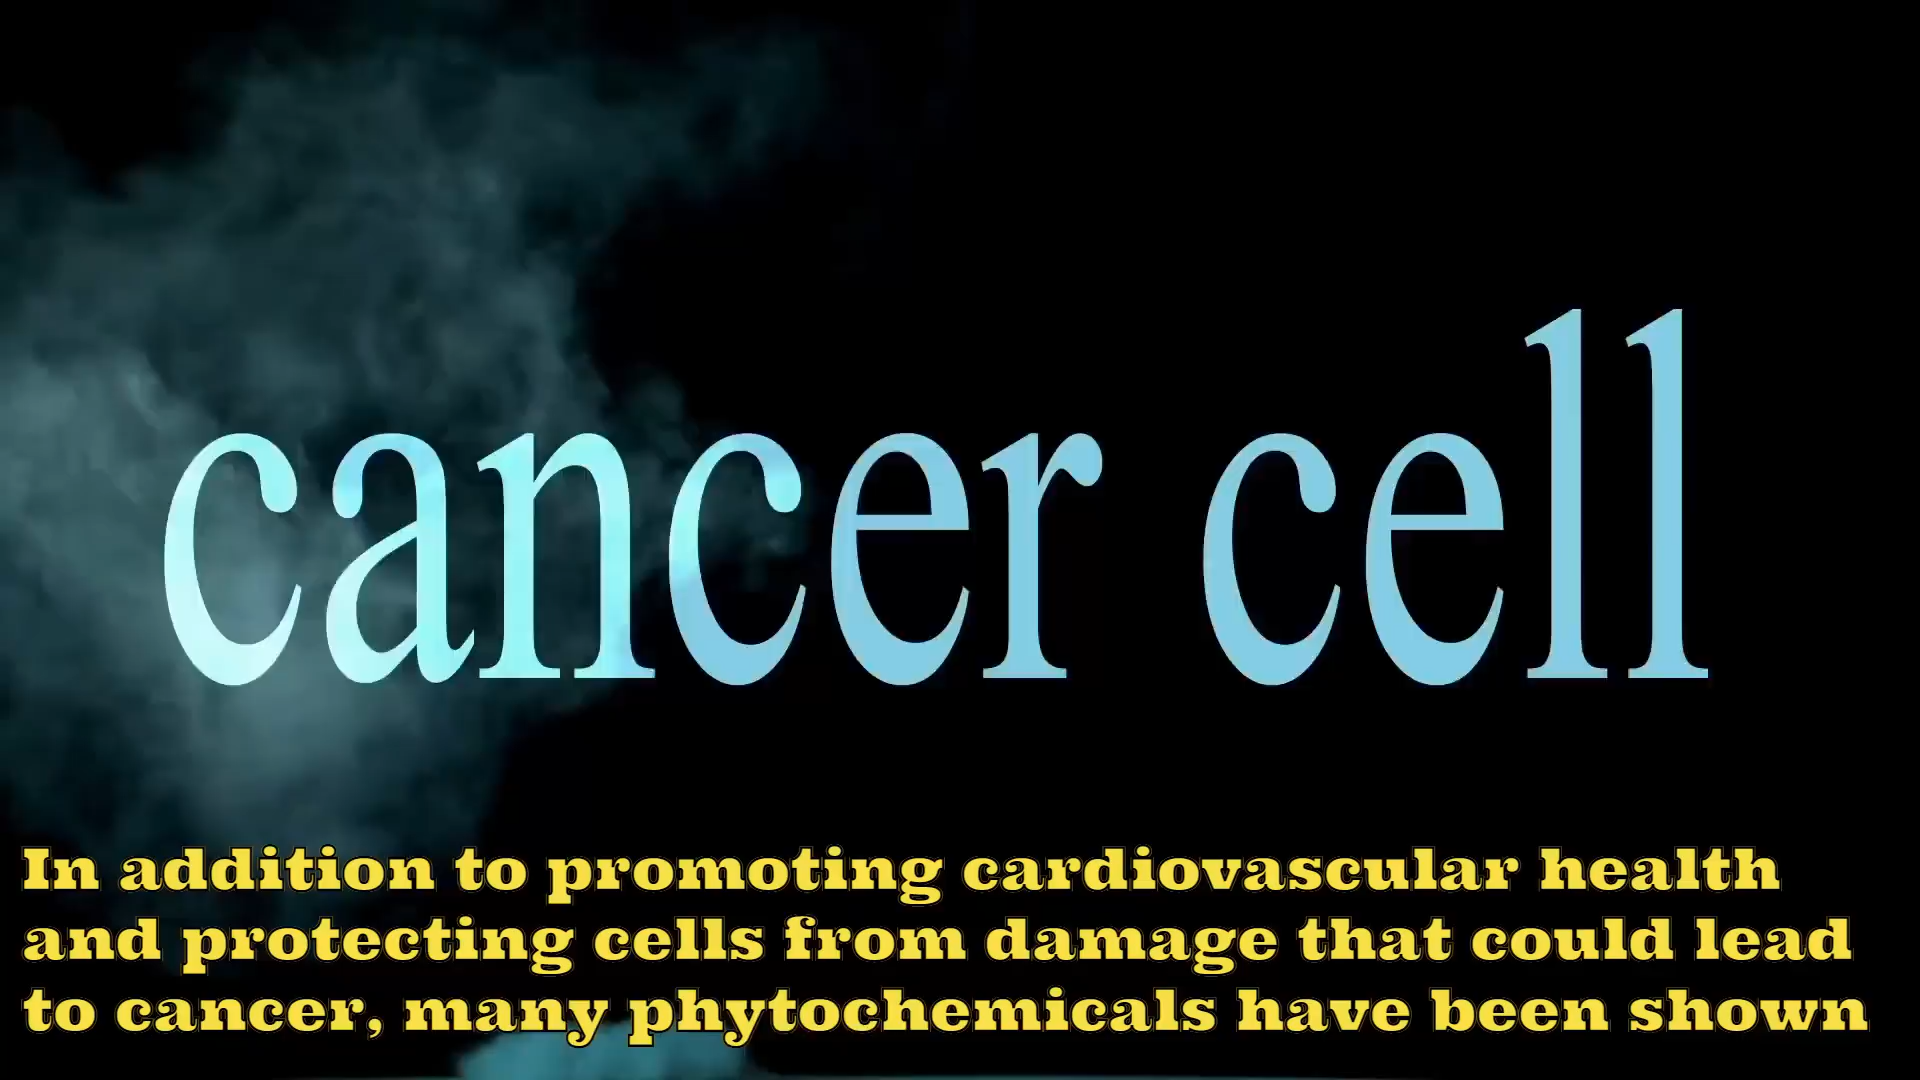 cancer cell
In addition to promoting cardiovascular health
and protecting cells from damage that could lead
to cancer, many phytochemicals have been shown